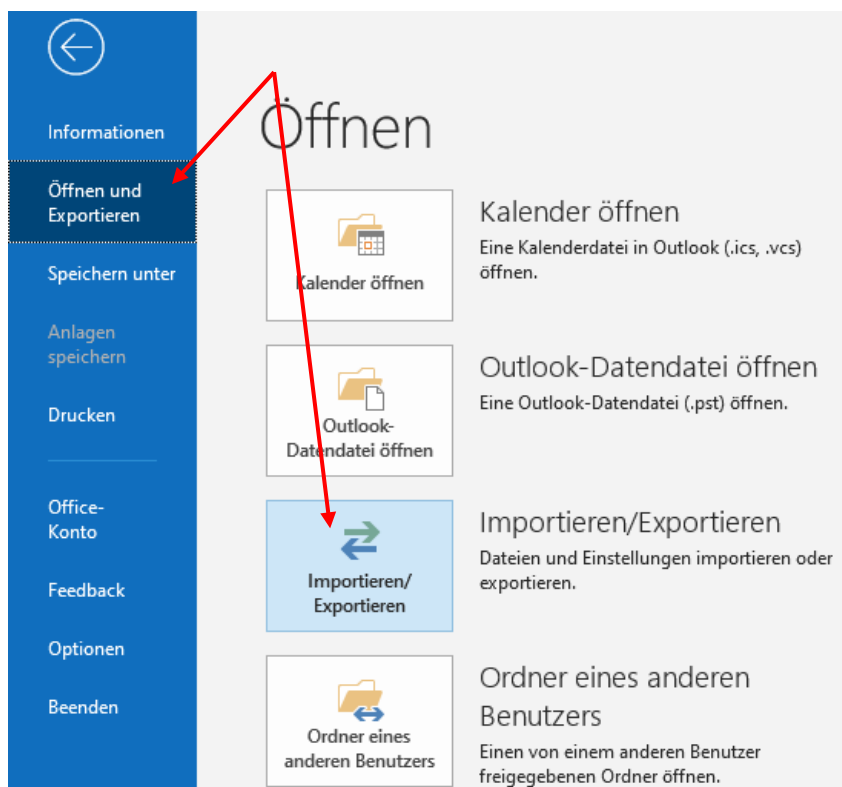 Informationen
Öffnen und
Exportieren
Speichern unter
Anlagen
speichern
Drucken
Office-
Konto
Feedback
Optionen
Beenden
Öffnen
Kalender öffnen
Kalender öffnen
Eine Kalenderdatei in Outlook (.ics, .vcs)
öffnen.
Outlook-
Datendatei öffnen
Outlook-Datendatei öffnen
Eine Outlook-Datendatei (.pst) öffnen.
Importieren/
Exportieren
Importieren/Exportieren
Dateien und Einstellungen importieren oder
exportieren.
Ordner eines
anderen Benutzers
Ordner eines anderen
Benutzers
Einen von einem anderen Benutzer
freigegebenen Ordner öffnen.